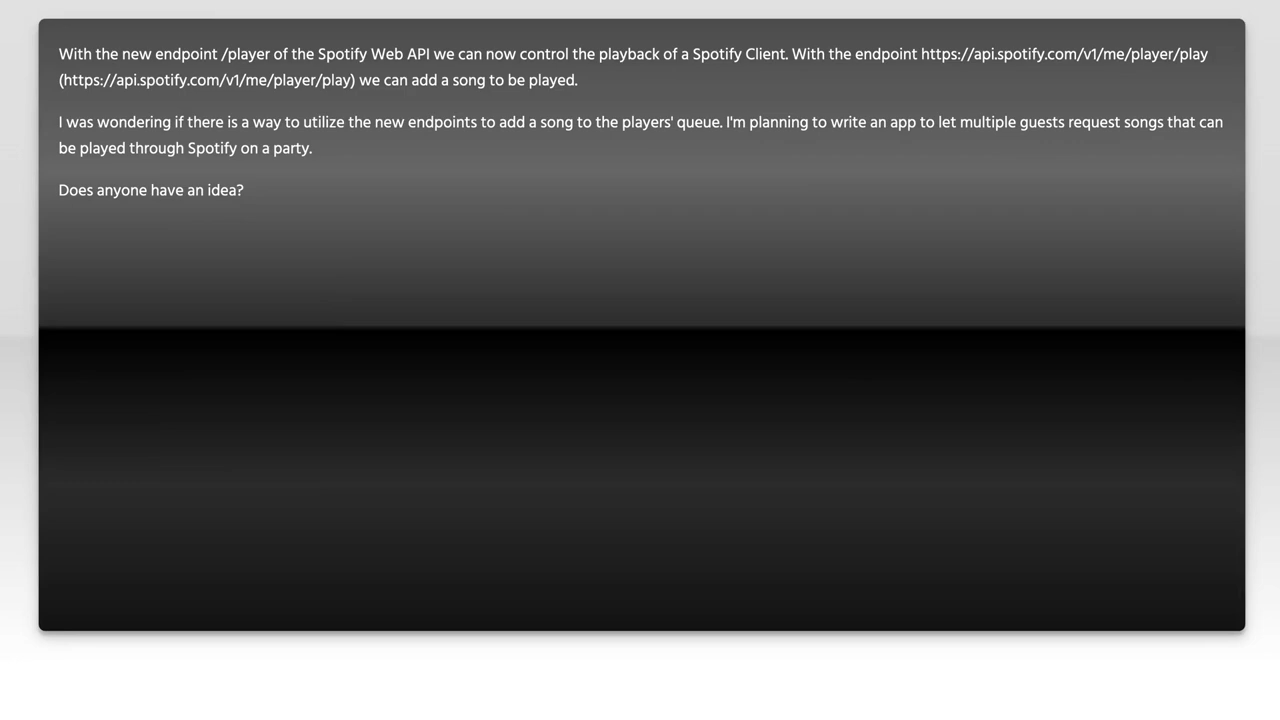 With the new endpoint /player of the Spotify Web API we can now control the playback of a Spotify Client. With the endpoint https://api.spotify.com/v1/me/player/play
(https://api.spotify.com/v1/me/player/play) we can add a song to be played.
I was wondering if there is a way to utilize the new endpoints to add a song to the players' queue. I'm planning to write an app to let multiple guests request songs that can
be played through Spotify on a party.
Does anyone have an idea?